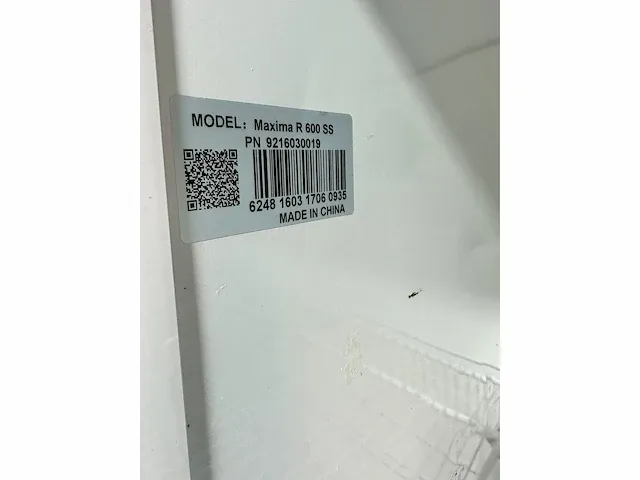 MODEL: Maxima R 600 SS
PN 9216030019
6248 1603 1706 0935
MADE IN CHINA